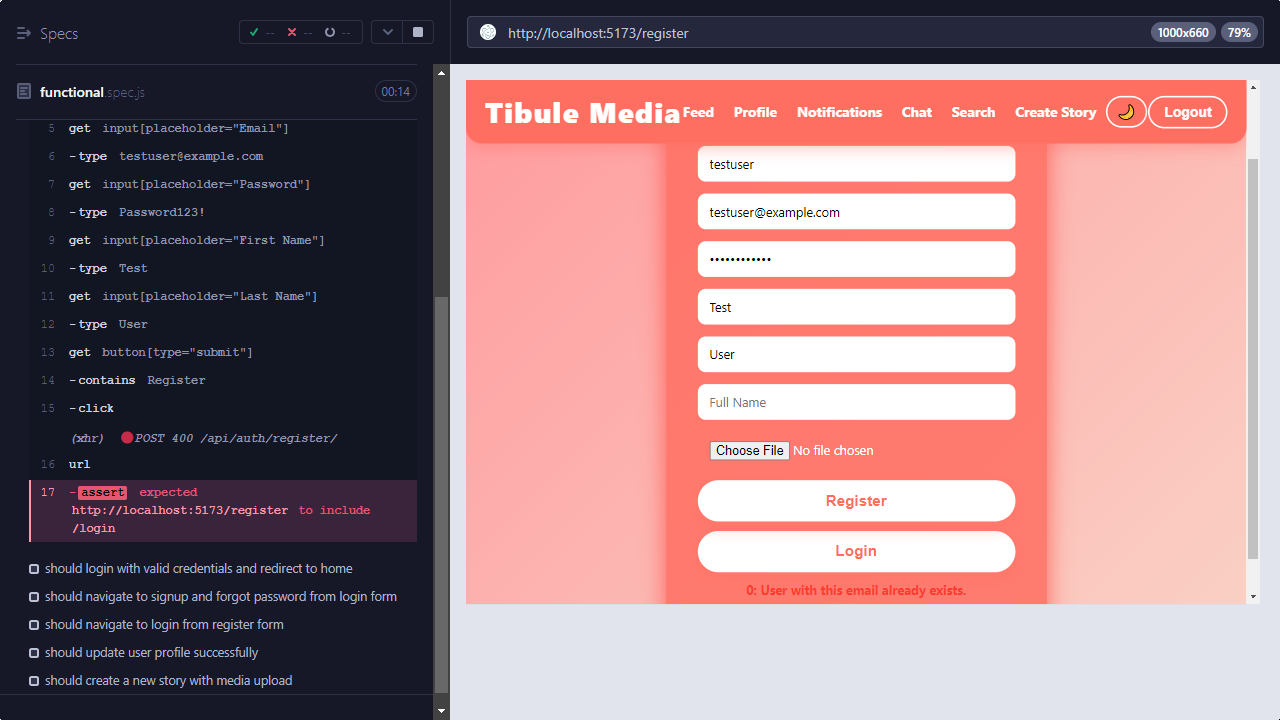 Specs
-- -- --
functional.spec.js 00:14
5 get input[placeholder="Email"]
6 -type testuser@example.com
7 get input[placeholder="Password"]
8 -type Password123!
9 get input[placeholder="First Name"]
10 -type Test
11 get input[placeholder="Last Name"]
12 -type User
13 get button[type="submit"]
14 -contains Register
15 -click
(xhr) POST 400 /api/auth/register/
16 url
17 -assert expected
http://localhost:5173/register to include
/login
should login with valid credentials and redirect to home
should navigate to signup and forgot password from login form
should navigate to login from register form
should update user profile successfully
should create a new story with media upload
http://localhost:5173/register 1000x660 79%
Tibule Media Feed Profile Notifications Chat Search Create Story Logout
testuser
testuser@example.com
••••••••••••
Test
User
Full Name
Choose File No file chosen
Register
Login
0: User with this email already exists.